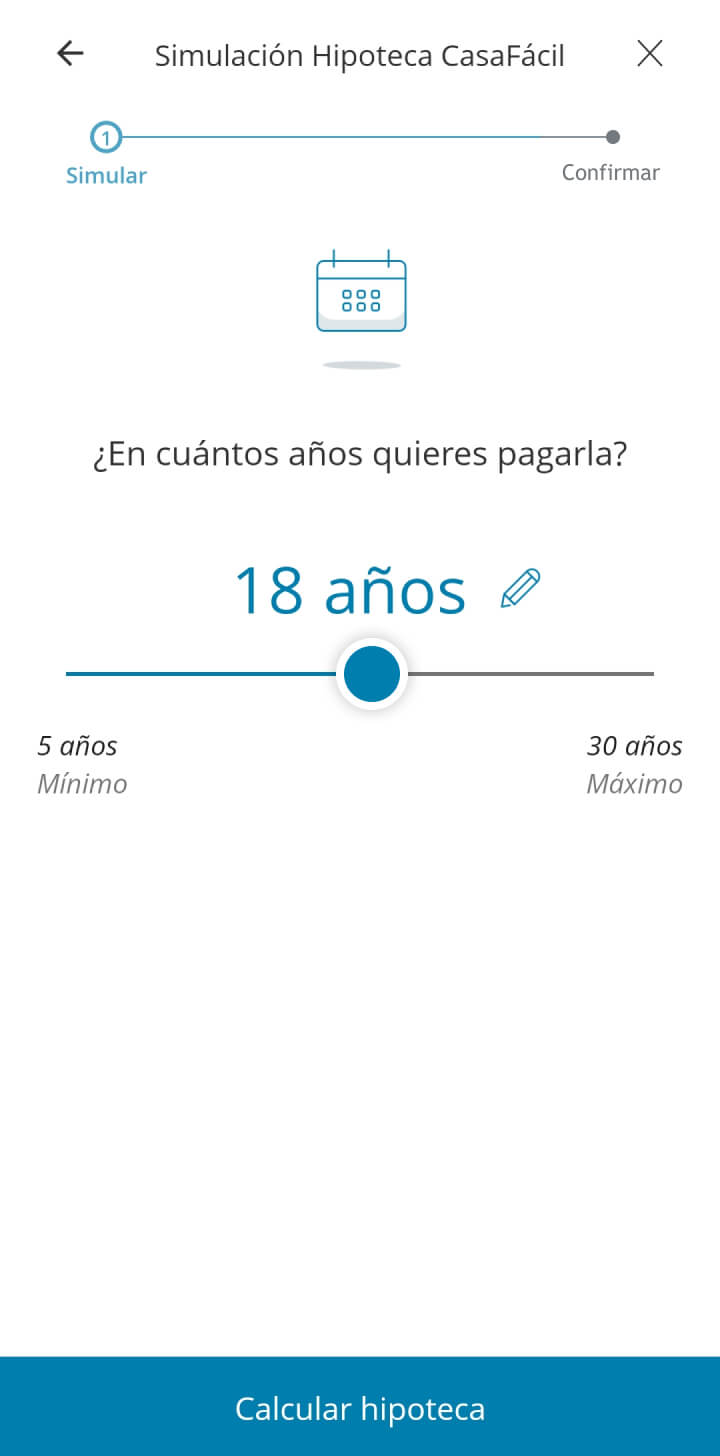 Simulación Hipoteca CasaFácil
1
Simular
Confirmar
¿En cuántos años quieres pagarla?
18 años
5 años
30 años
Mínimo
Máximo
Calcular hipoteca